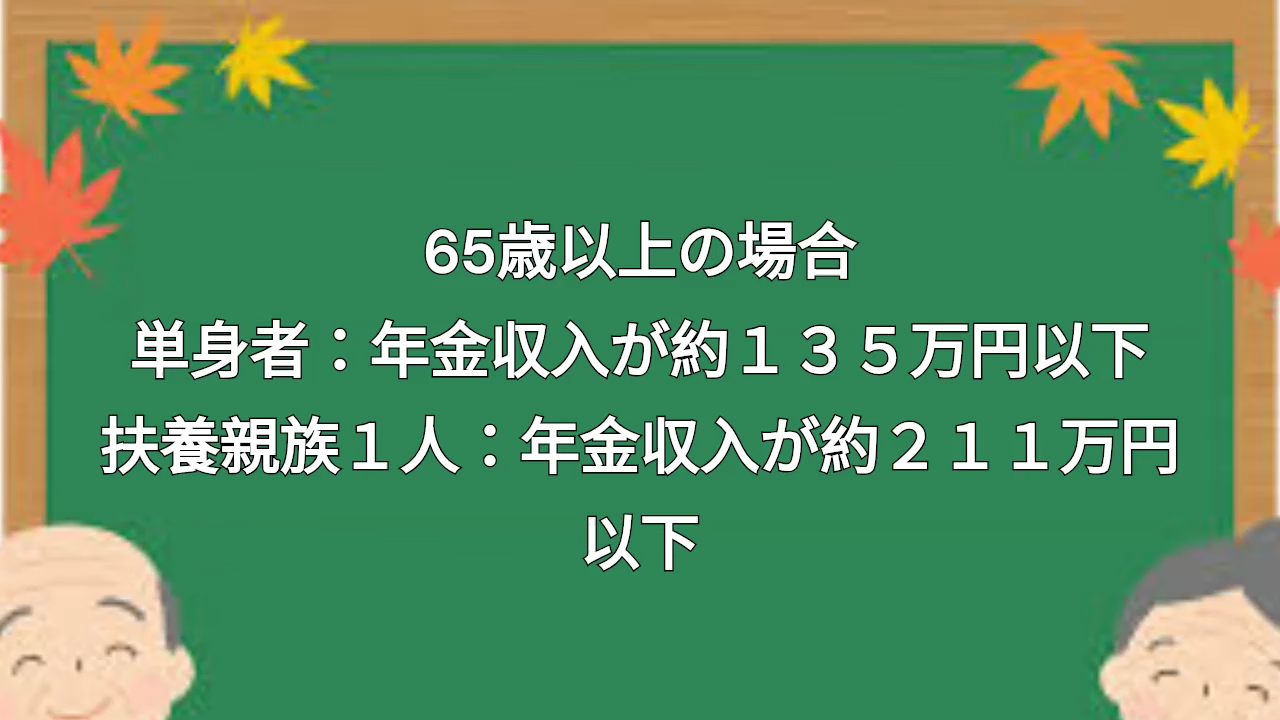 65歳以上の場合
単身者：年金収入が約１３５万円以下
扶養親族１人：年金収入が約２１１万円
以下